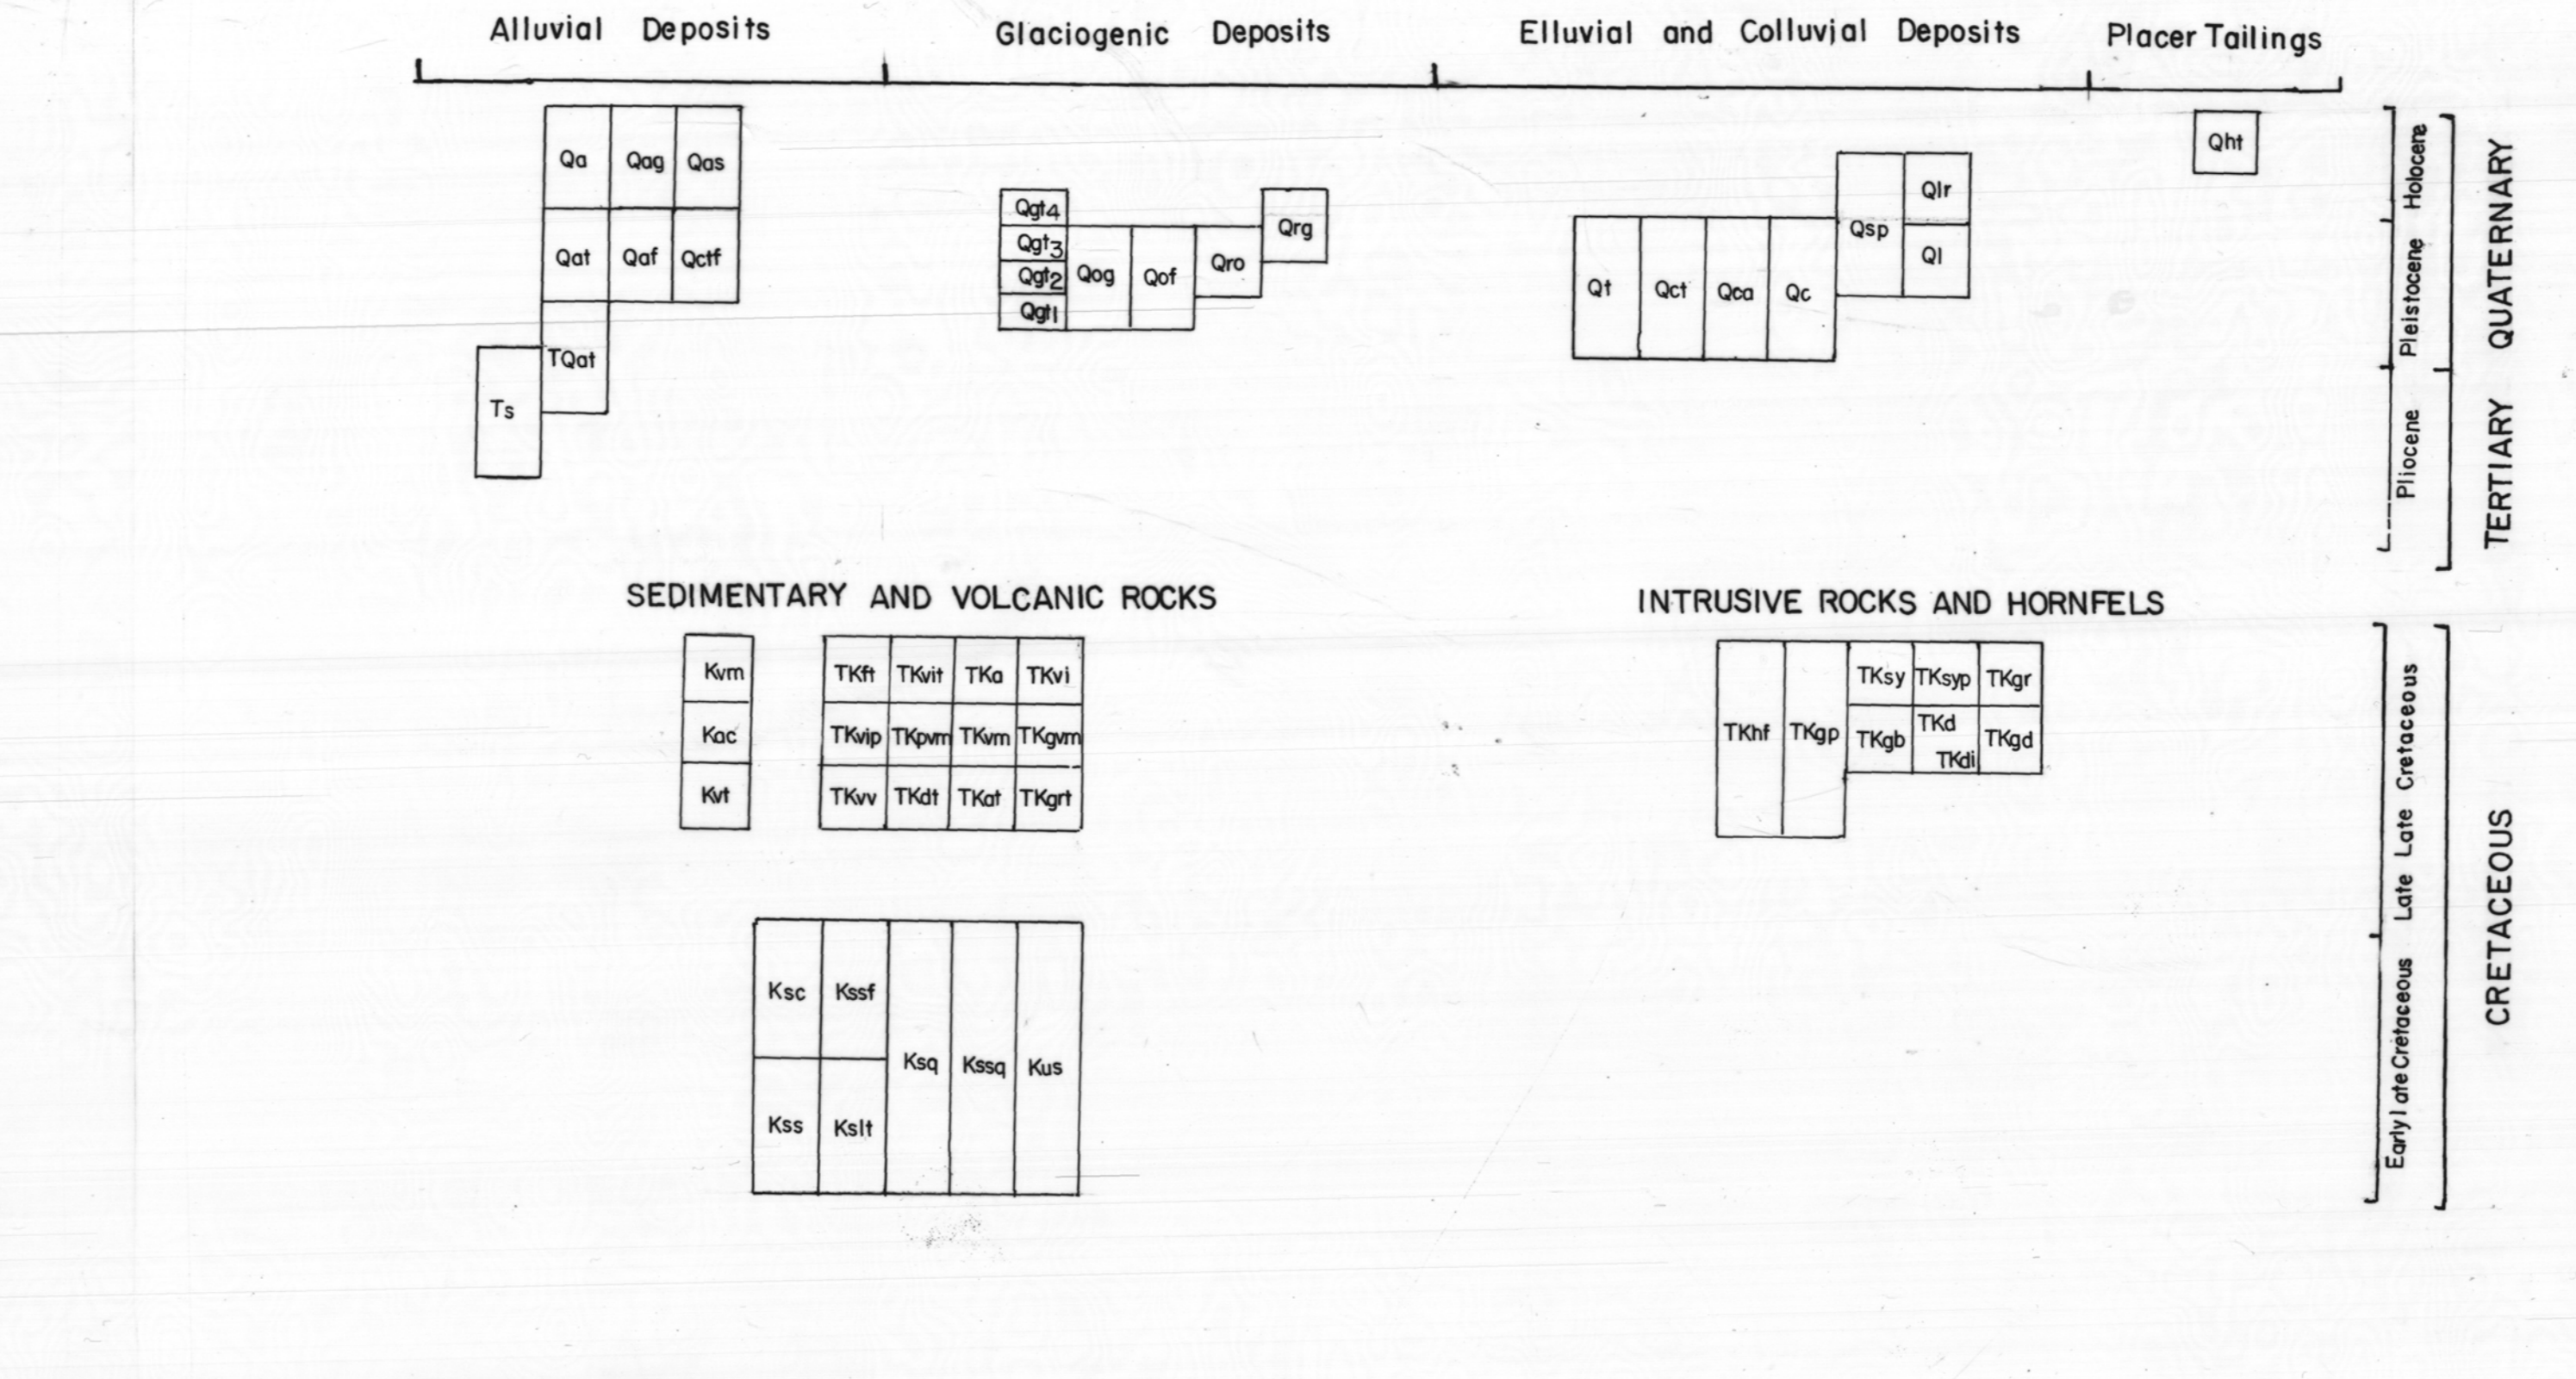 Alluvial Deposits
Glaciogenic Deposits
Elluvial and Colluvial Deposits
Placer Tailings
Qa Qag Qas
Qat Qaf Qctf
TQat
Ts
Qgt4
Qgt3
Qgt2
Qgt1
Qog Qof Qro Qrg
Qt Qct Qca Qc Qsp
Qlr
Ql
Qht
Holocene
Pleistocene
Pliocene
QUATERNARY
TERTIARY
SEDIMENTARY AND VOLCANIC ROCKS
Kvm
Kac
Kvt
TKft TKvit TKa TKvi
TKvip TKpvm TKvm TKgvm
TKvv TKdt TKat TKgrt
Ksc Kssf
Kss Kslt
Ksq Kssq Kus
INTRUSIVE ROCKS AND HORNFELS
TKhf TKgp
TKsy TKsyp TKgr
TKgb TKd TKdi TKgd
Late Late Cretaceous
Early late Cretaceous
CRETACEOUS